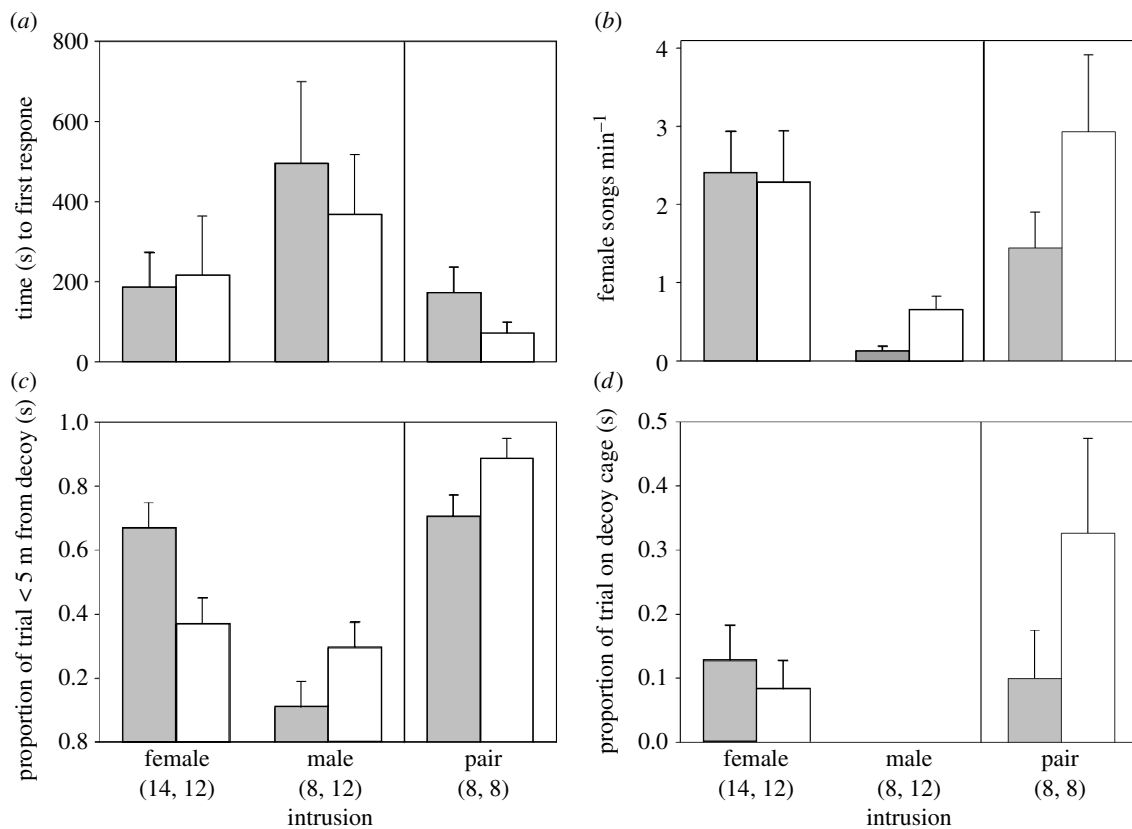 (a)
800
600
400
200
0
time (s) to first respone
(b)
4
3
2
1
0
female songs min−1
(c)
1.0
0.8
0.6
0.4
0.2
0.8
proportion of trial < 5 m from decoy (s)
female
male
pair
(14, 12)
(8, 12)
(8, 8)
intrusion
(d)
0.5
0.4
0.3
0.2
0.1
0.0
proportion of trial on decoy cage (s)
female
male
pair
(14, 12)
(8, 12)
(8, 8)
intrusion